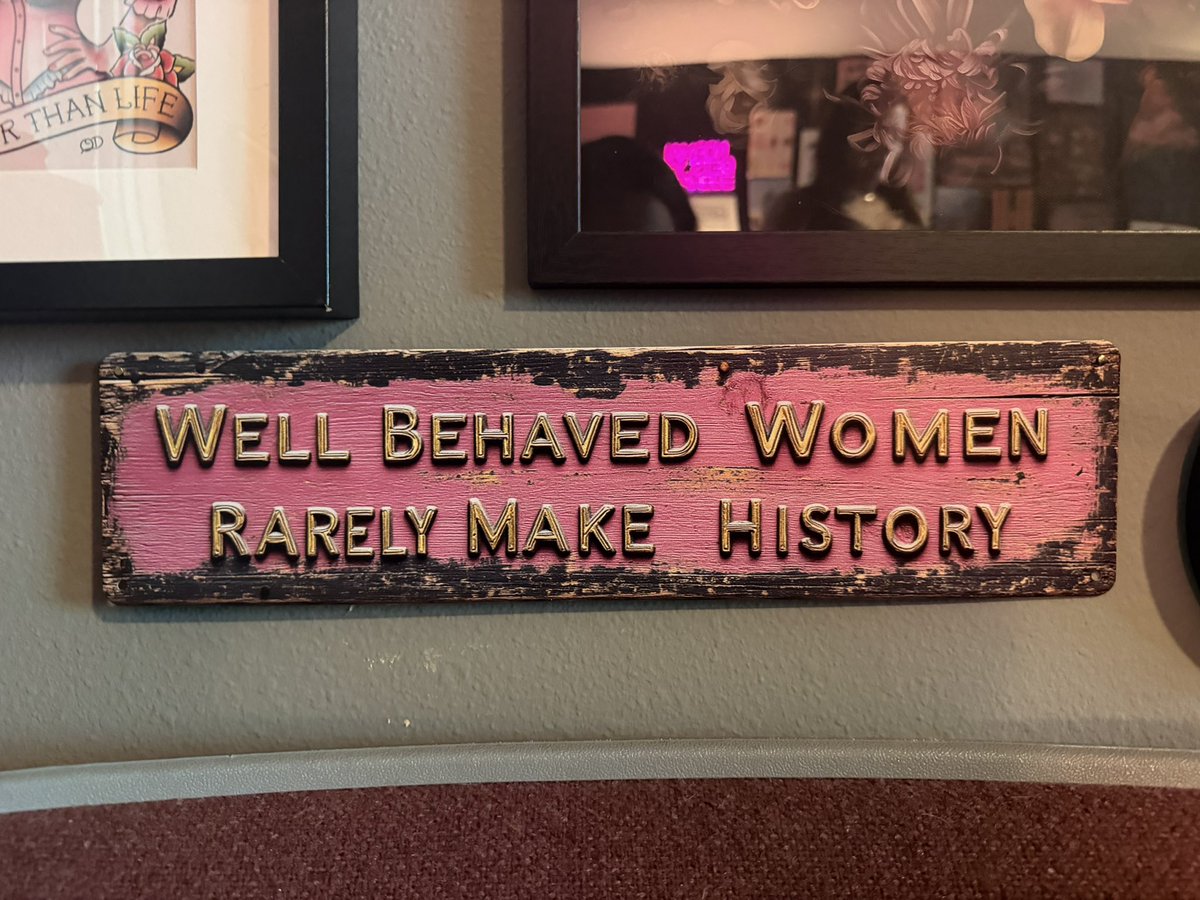 R THAN LIFE
WELL BEHAVED WOMEN
RARELY MAKE HISTORY